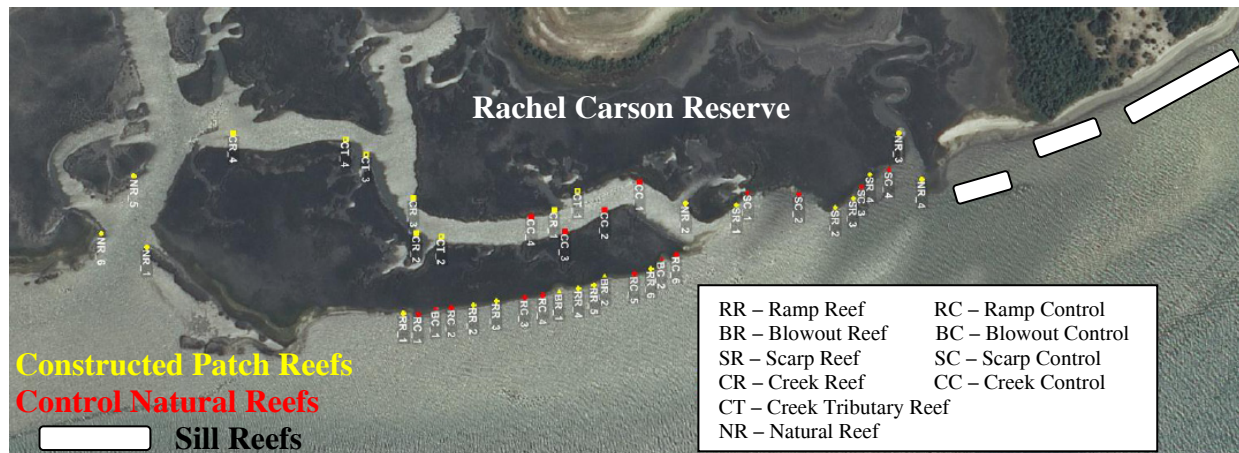 Rachel Carson Reserve
NR_3
CR_4
CT_4
CT_3
NR_5
SR_4
SC_4
NR_4
CC_1
CT_1
SC_3
SC_1
SC_2
CR_3
SR_3
NR_2
SR_1
SR_2
CR_1
CC_2
CC_4
CC_3
NR_6
CR_2
CT_2
NR_1
RC_6
BC_2
RR_6
RC_5
BR_2
RR_5
RR_4
BR_1
RC_4
RC_3
RR_3
RR_2
RC_2
BC_1
RC_1
RR_1
RR – Ramp Reef RC – Ramp Control
BR – Blowout Reef BC – Blowout Control
SR – Scarp Reef SC – Scarp Control
CR – Creek Reef CC – Creek Control
CT – Creek Tributary Reef
NR – Natural Reef
Constructed Patch Reefs
Control Natural Reefs
Sill Reefs